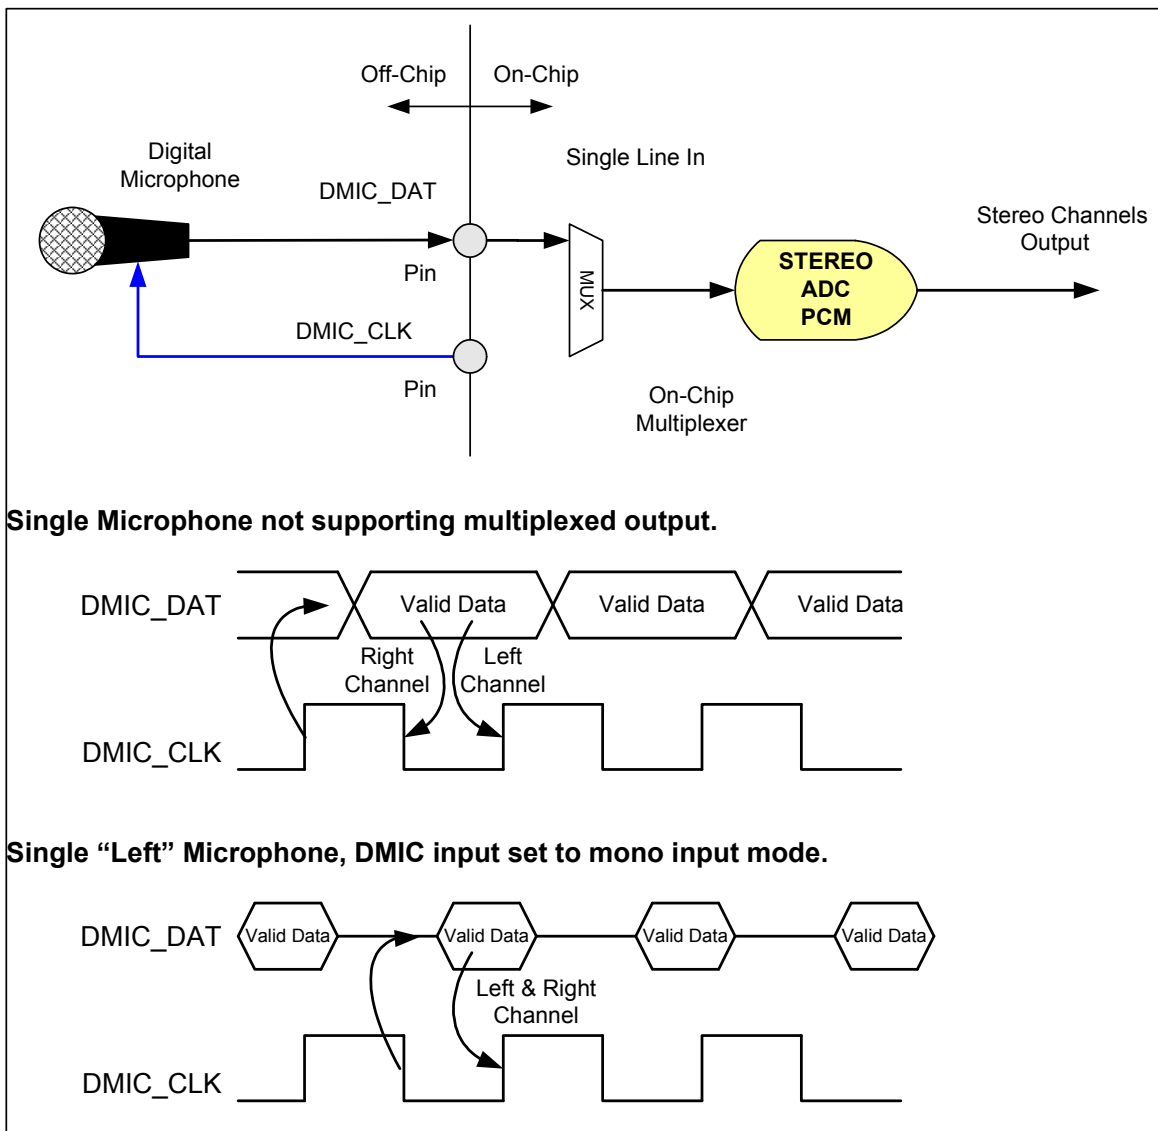 Off-Chip
On-Chip
Digital
Microphone
Single Line In
DMIC_DAT
Stereo Channels
Output
Pin
MUX
STEREO
ADC
PCM
DMIC_CLK
Pin
On-Chip
Multiplexer
Single Microphone not supporting multiplexed output.
DMIC_DAT
Valid Data
Valid Data
Valid Data
Right
Channel
Left
Channel
DMIC_CLK
Single “Left” Microphone, DMIC input set to mono input mode.
DMIC_DAT
Valid Data
Valid Data
Valid Data
Valid Data
Left & Right
Channel
DMIC_CLK